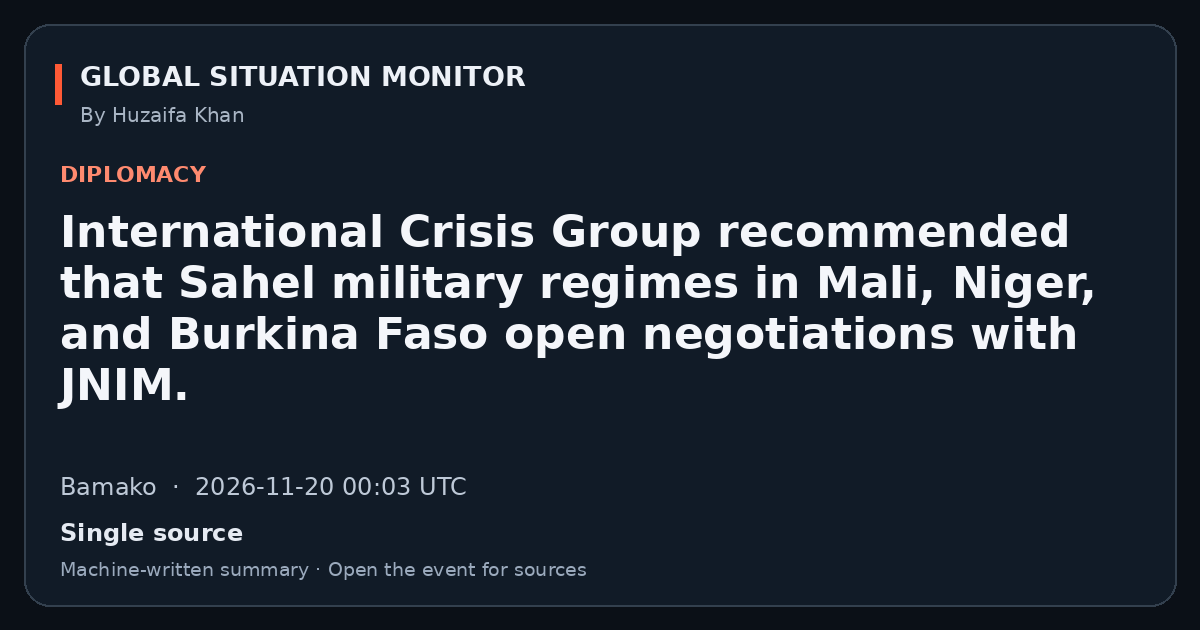 GLOBAL SITUATION MONITOR
By Huzaifa Khan
DIPLOMACY
International Crisis Group recommended
that Sahel military regimes in Mali, Niger,
and Burkina Faso open negotiations with
JNIM.
Bamako · 2026-11-20 00:03 UTC
Single source
Machine-written summary · Open the event for sources